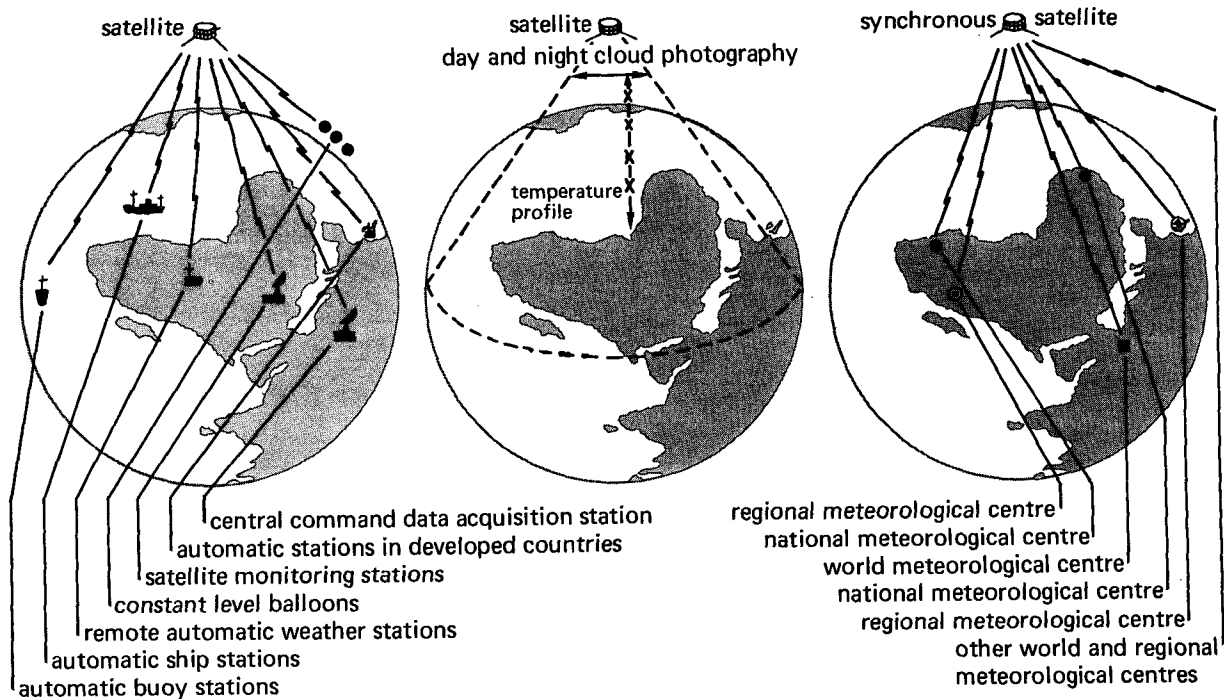 satellite
satellite
day and night cloud photography
synchronous satellite
temperature
profile
central command data acquisition station
automatic stations in developed countries
satellite monitoring stations
constant level balloons
remote automatic weather stations
automatic ship stations
automatic buoy stations
regional meteorological centre
national meteorological centre
world meteorological centre
national meteorological centre
regional meteorological centre
other world and regional
meteorological centres